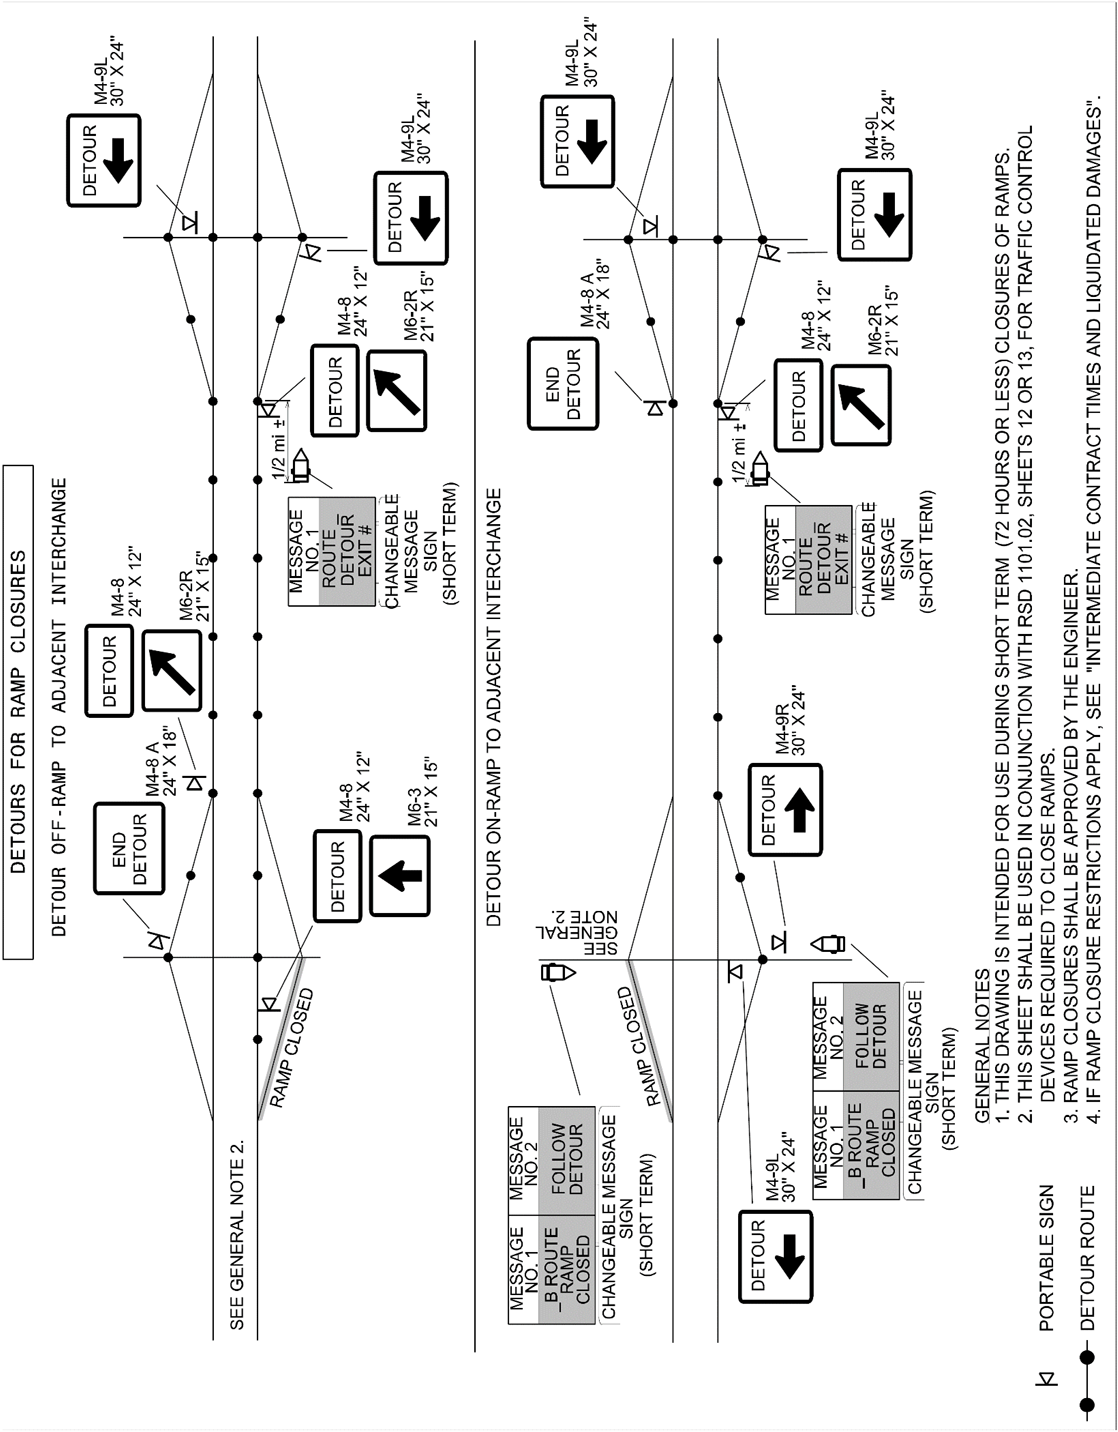 DETOURS FOR RAMP CLOSURES
DETOUR OFF-RAMP TO ADJACENT INTERCHANGE
END
DETOUR
M4-8 A
24" X 18"
DETOUR
M4-8
24" X 12"
M6-2R
21" X 15"
DETOUR
M4-9L
30" X 24"
SEE GENERAL NOTE 2.
RAMP CLOSED
DETOUR
M4-8
24" X 12"
M6-3
21" X 15"
MESSAGE
NO. 1
ROUTE
DETOUR
EXIT #_
CHANGEABLE
MESSAGE
SIGN
(SHORT TERM)
1/2 mi ±
DETOUR
M4-8
24" X 12"
M6-2R
21" X 15"
DETOUR
M4-9L
30" X 24"
DETOUR ON-RAMP TO ADJACENT INTERCHANGE
MESSAGE
NO. 1
MESSAGE
NO. 2
_B ROUTE
RAMP
CLOSED
FOLLOW
DETOUR
CHANGEABLE MESSAGE
SIGN
(SHORT TERM)
RAMP CLOSED
SEE
GENERAL
NOTE 2.
END
DETOUR
M4-8 A
24" X 18"
DETOUR
M4-9L
30" X 24"
DETOUR
M4-9L
30" X 24"
MESSAGE
NO. 1
MESSAGE
NO. 2
_B ROUTE
RAMP
CLOSED
FOLLOW
DETOUR
CHANGEABLE MESSAGE
SIGN
(SHORT TERM)
DETOUR
M4-9R
30" X 24"
MESSAGE
NO. 1
ROUTE
DETOUR
EXIT #_
CHANGEABLE
MESSAGE
SIGN
(SHORT TERM)
1/2 mi ±
DETOUR
M4-8
24" X 12"
M6-2R
21" X 15"
DETOUR
M4-9L
30" X 24"
PORTABLE SIGN
DETOUR ROUTE
GENERAL NOTES
1. THIS DRAWING IS INTENDED FOR USE DURING SHORT TERM (72 HOURS OR LESS) CLOSURES OF RAMPS.
2. THIS SHEET SHALL BE USED IN CONJUNCTION WITH RSD 1101.02, SHEETS 12 OR 13, FOR TRAFFIC CONTROL
DEVICES REQUIRED TO CLOSE RAMPS.
3. RAMP CLOSURES SHALL BE APPROVED BY THE ENGINEER.
4. IF RAMP CLOSURE RESTRICTIONS APPLY, SEE "INTERMEDIATE CONTRACT TIMES AND LIQUIDATED DAMAGES".